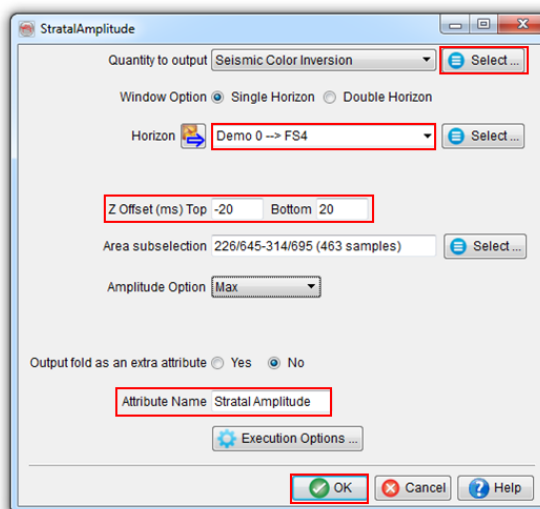 StratalAmplitude
Quantity to output Seismic Color Inversion Select ...
Window Option Single Horizon Double Horizon
Horizon Demo 0 --> FS4 Select ...
Z Offset (ms) Top -20 Bottom 20
Area subselection 226/645-314/695 (463 samples) Select ...
Amplitude Option Max
Output fold as an extra attribute Yes No
Attribute Name Stratal Amplitude
Execution Options ...
OK Cancel Help